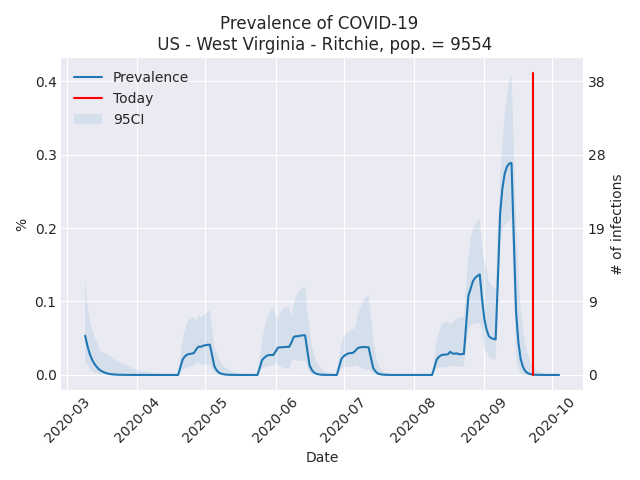 Prevalence of COVID-19
US - West Virginia - Ritchie, pop. = 9554
Prevalence
Today
95CI
0.4
0.3
0.2
0.1
0.0
%
38
28
19
9
0
# of infections
2020-03
2020-04
2020-05
2020-06
2020-07
2020-08
2020-09
2020-10
Date